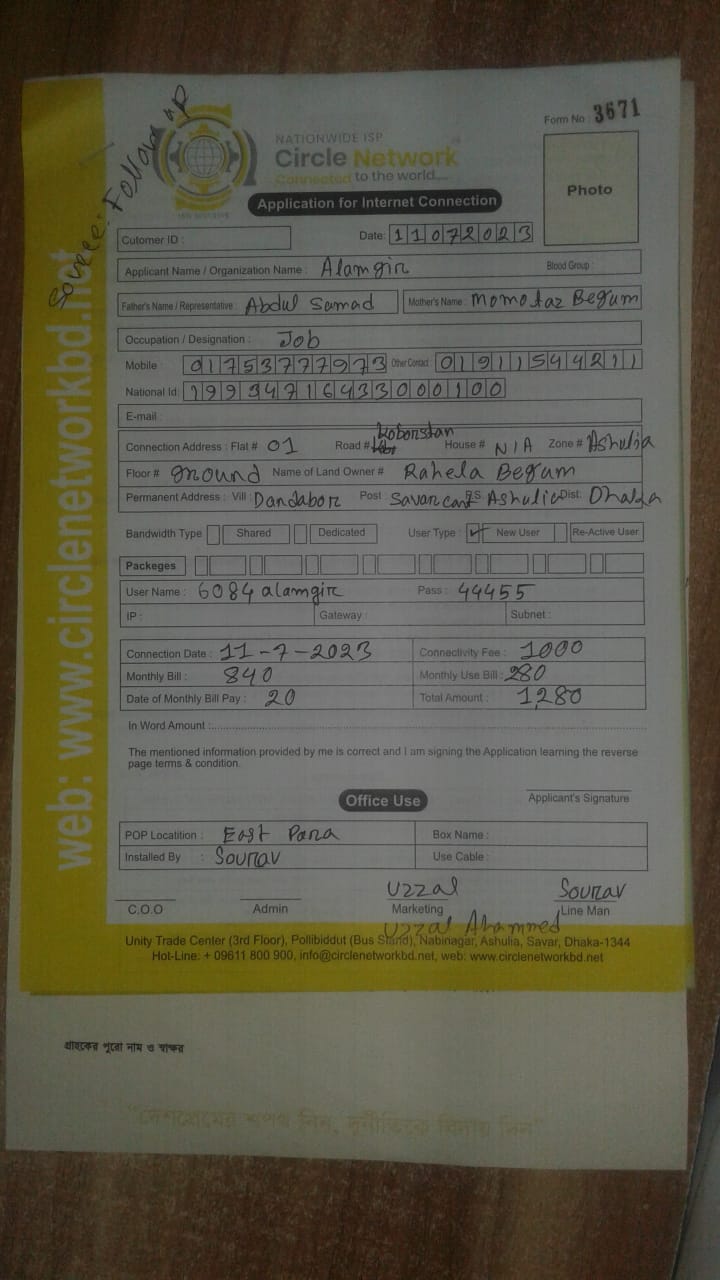 Source: Follow up
NATIONWIDE ISP
Circle Network
Connected to the world....
Form No : 3671
Photo
Application for Internet Connection
Cutomer ID :
Date: 11072023
Applicant Name / Organization Name : Alamgir
Blood Group :
Father's Name / Representative : Abdul Samad
Mother's Name : Momotaz Begum
Occupation / Designation : Job
Mobile : 01753777973 Other Contact : 01911544211
National Id: 19934716433000100
E-mail :
Connection Address : Flat # 01 Road # Koborstan House # N/A Zone # Ashulia
Floor # Ground Name of Land Owner # Rahela Begum
Permanent Address : Vill : Dandabor Post : Savar cant P.S. Ashulia Dist: Dhaka
Bandwidth Type Shared Dedicated User Type : New User Re-Active User
Packeges
User Name : 6084 alamgir Pass : 44455
IP : Gateway : Subnet :
Connection Date : 11-7-2023 Connectivity Fee : 1000
Monthly Bill : 840 Monthly Use Bill : 280
Date of Monthly Bill Pay : 20 Total Amount : 1280
In Word Amount :
The mentioned information provided by me is correct and I am signing the Application learning the reverse
page terms & condition.
Applicant's Signature
Office Use
POP Locatition : East Para Box Name :
Installed By : Sourav Use Cable :
Uzzal Sourav
C.O.O Admin Marketing Line Man
Uzzal Ahammed
Unity Trade Center (3rd Floor), Pollibiddut (Bus Stand), Nabinagar, Ashulia, Savar, Dhaka-1344
Hot-Line: + 09611 800 900, info@circlenetworkbd.net, web: www.circlenetworkbd.net
web: www.circlenetworkbd.net
গ্রাহকের পুরো নাম ও স্বাক্ষর
"দেশপ্রেমের শপথ নিন, দুর্নীতিকে বিদায় দিন"